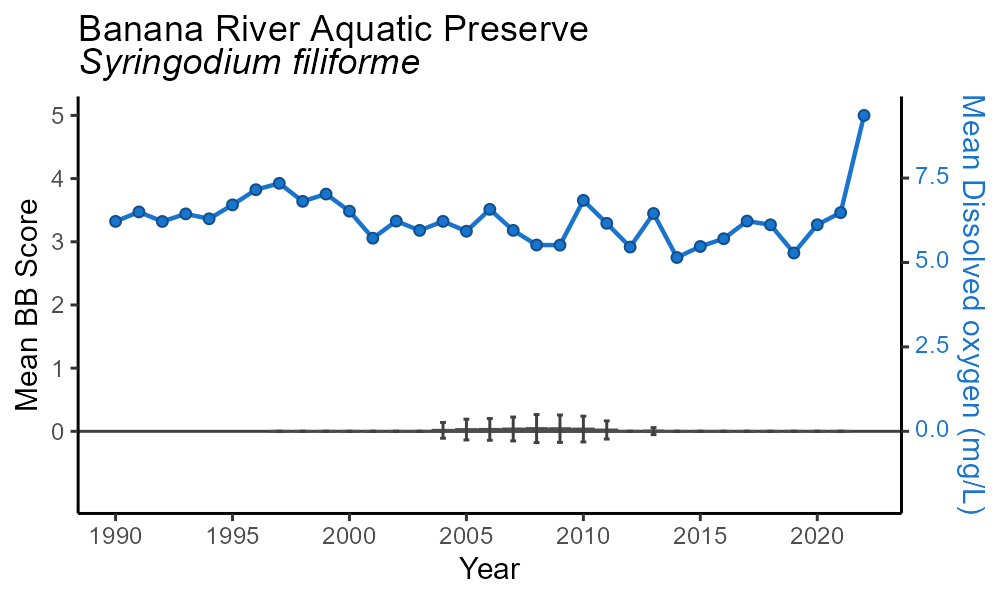 Banana River Aquatic Preserve
Syringodium filiforme
Mean BB Score
5
4
3
2
1
0
7.5
5.0
2.5
0.0
Mean Dissolved oxygen (mg/L)
1990 1995 2000 2005 2010 2015 2020
Year